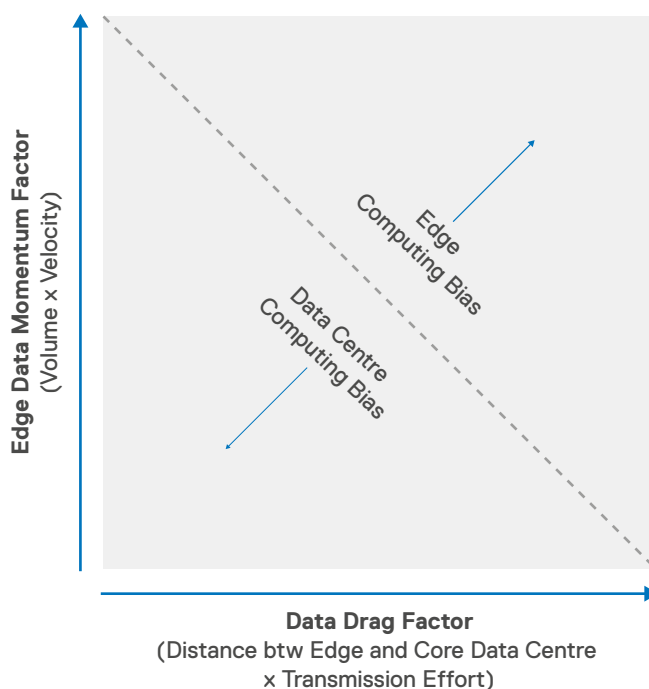 Edge Data Momentum Factor
(Volume x Velocity)
Edge
Computing Bias
Data Centre
Computing Bias
Data Drag Factor
(Distance btw Edge and Core Data Centre
x Transmission Effort)